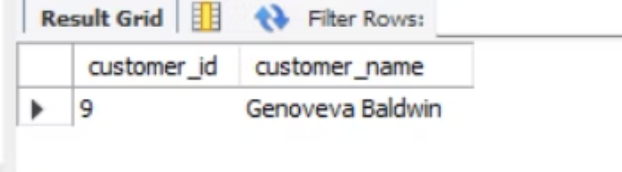 Result Grid Filter Rows:
customer_id customer_name
9 Genoveva Baldwin